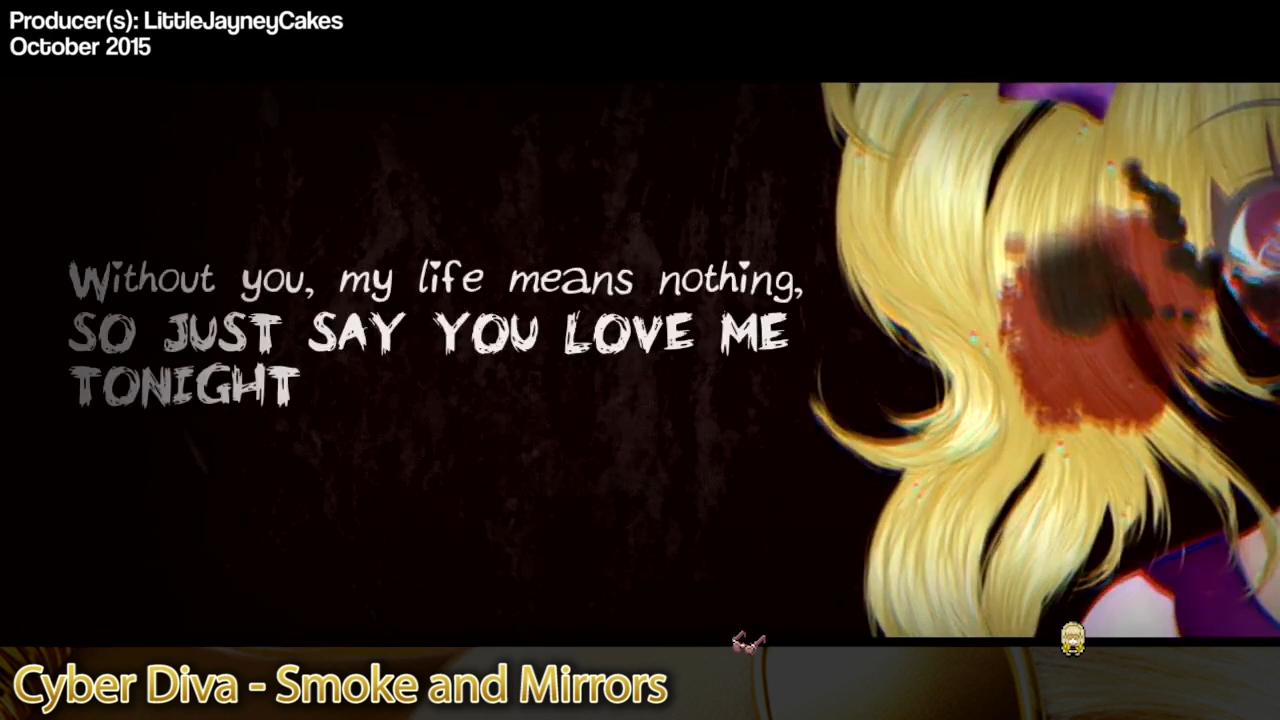 Producer(s): LittleJayneyCakes
October 2015
Without you, my life means nothing,
SO JUST SAY YOU LOVE ME
TONIGHT
Cyber Diva - Smoke and Mirrors